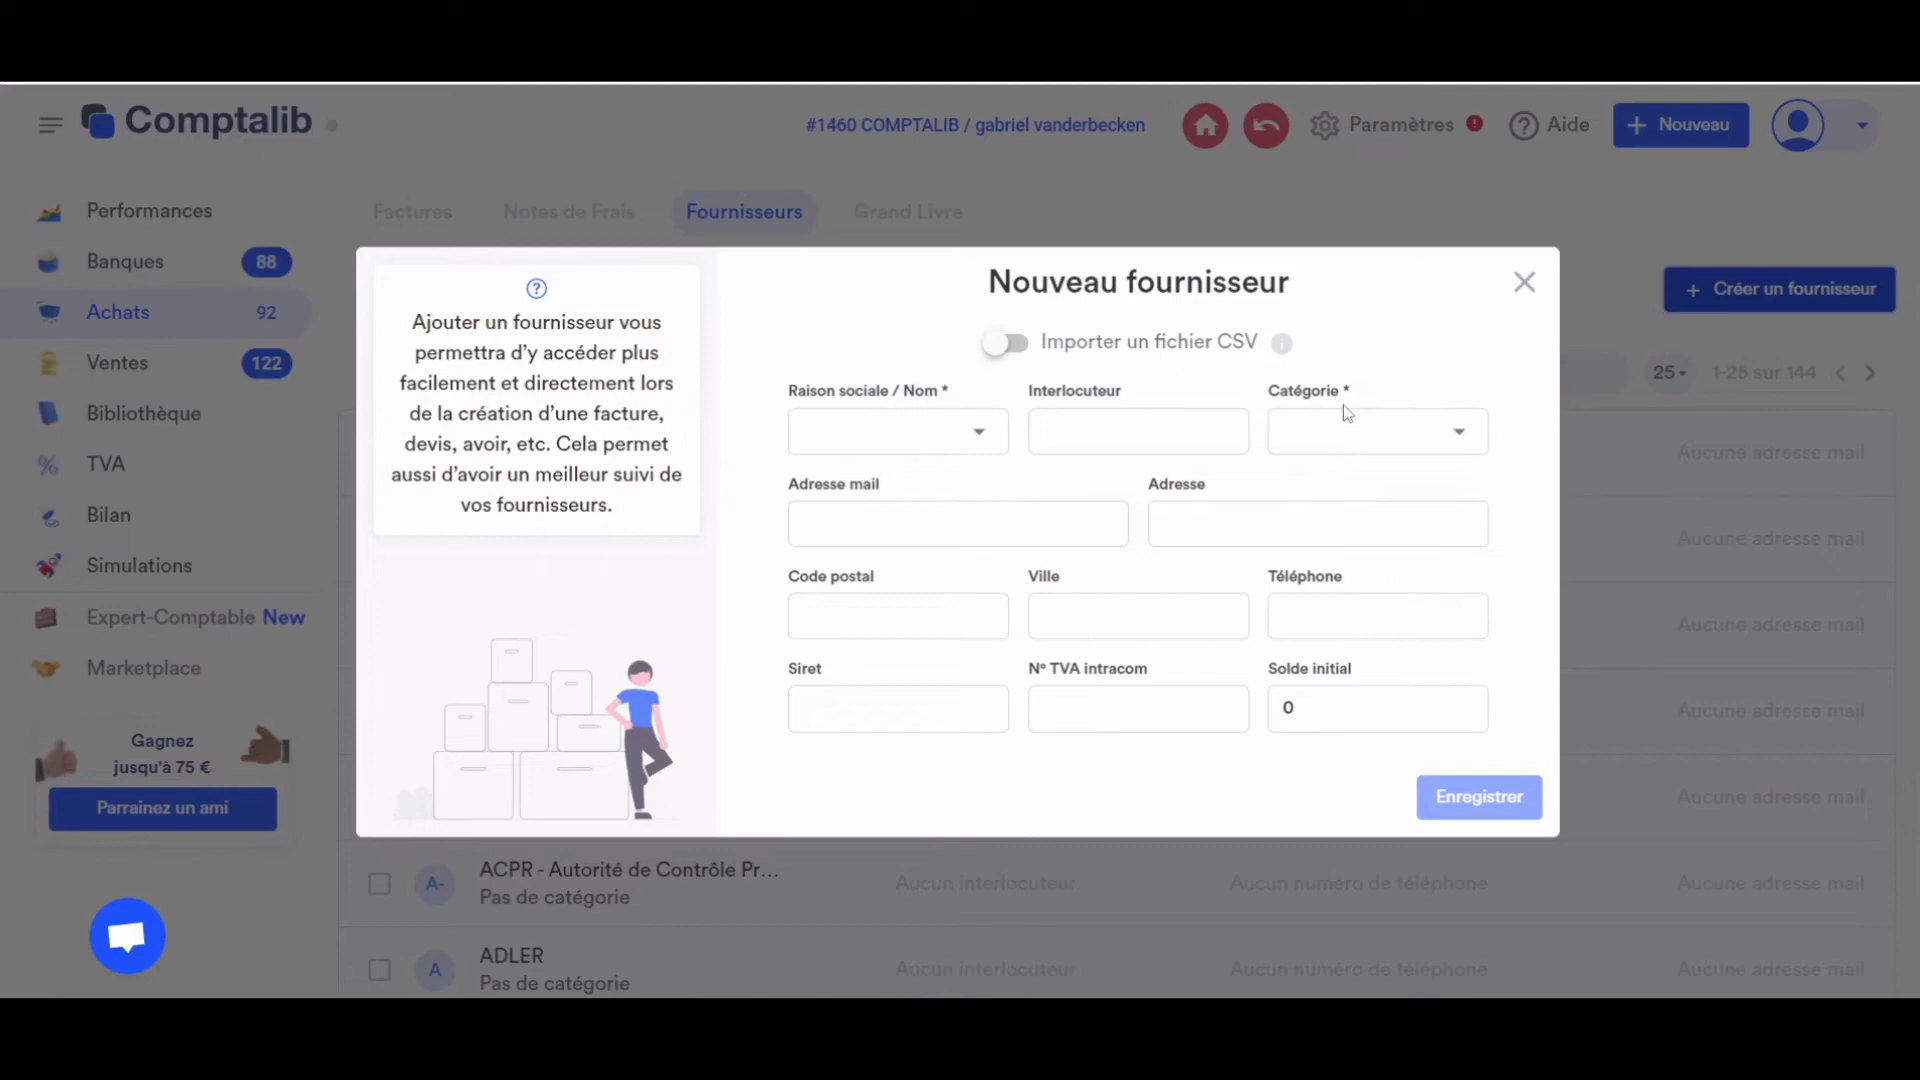 Comptalib
#1460 COMPTALIB / gabriel vanderbecken
Paramètres
Aide
+ Nouveau
Performances
Banques 88
Achats 92
Ventes 122
Bibliothèque
TVA
Bilan
Simulations
Expert-Comptable New
Marketplace
Gagnez
jusqu'à 75 €
Parrainez un ami
Factures
Notes de Frais
Fournisseurs
Grand Livre
+ Créer un fournisseur
25
1-25 sur 144
?
Ajouter un fournisseur vous
permettra d'y accéder plus
facilement et directement lors
de la création d'une facture,
devis, avoir, etc. Cela permet
aussi d'avoir un meilleur suivi de
vos fournisseurs.
Nouveau fournisseur
Importer un fichier CSV
Raison sociale / Nom *
Interlocuteur
Catégorie *
Adresse mail
Adresse
Code postal
Ville
Téléphone
Siret
N° TVA intracom
Solde initial
0
Enregistrer
Aucune adresse mail
Aucune adresse mail
Aucune adresse mail
Aucune adresse mail
Aucune adresse mail
A-
ACPR - Autorité de Contrôle Pr...
Pas de catégorie
Aucun interlocuteur
Aucun numéro de téléphone
Aucune adresse mail
A
ADLER
Pas de catégorie
Aucun interlocuteur
Aucun numéro de téléphone
Aucune adresse mail